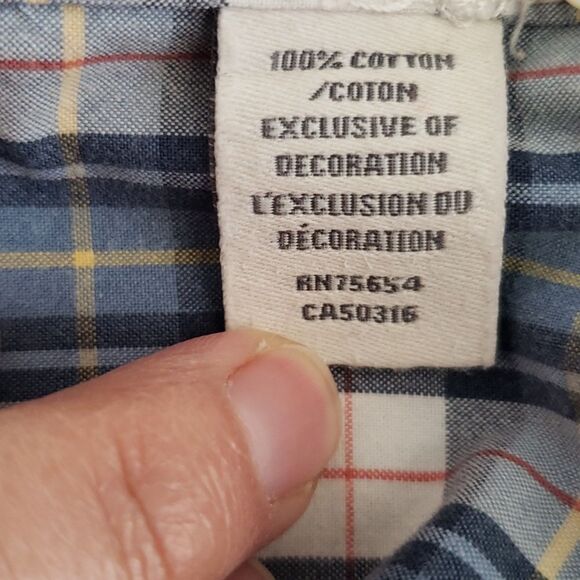 100% COTTON
/COTON
EXCLUSIVE OF
DECORATION
L'EXCLUSION DU
DÉCORATION
RN75654
CA50316